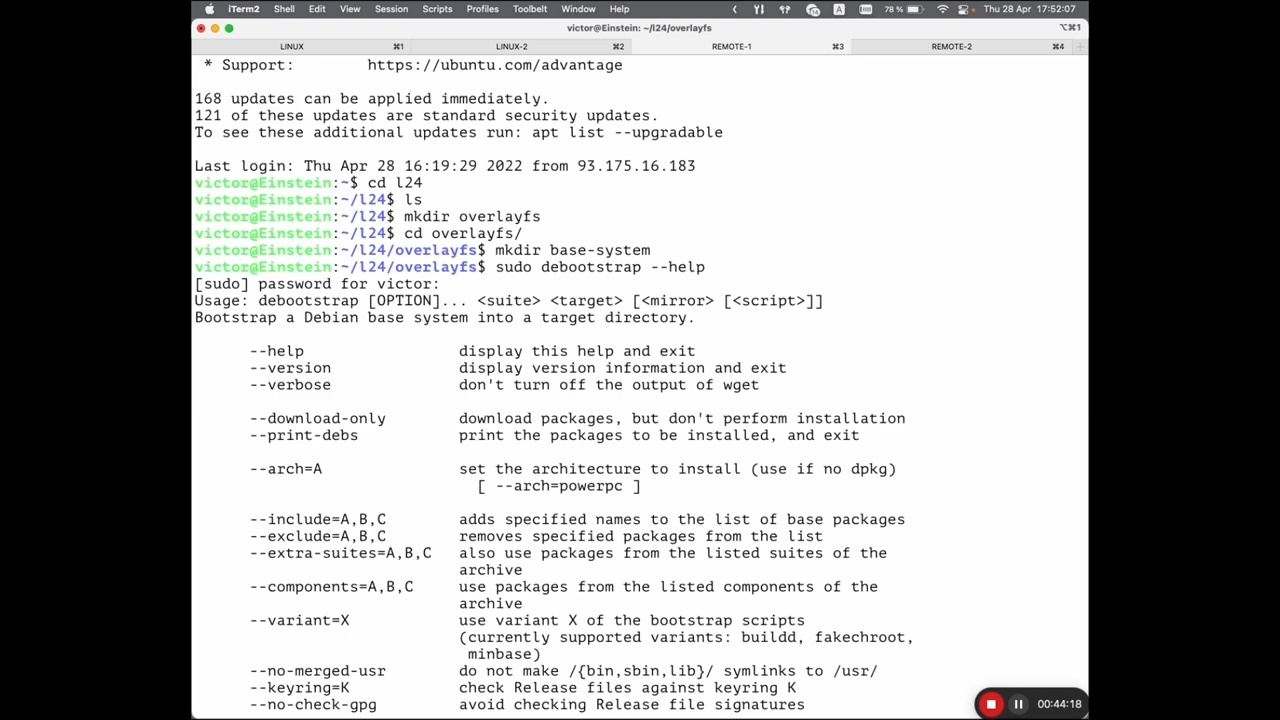 iTerm2 Shell Edit View Session Scripts Profiles Toolbelt Window Help A 78 % Thu 28 Apr 17:52:07
victor@Einstein: ~/l24/overlayfs ⌥⌘1
LINUX ⌘1 LINUX-2 ⌘2 REMOTE-1 ⌘3 REMOTE-2 ⌘4 +
* Support: https://ubuntu.com/advantage
168 updates can be applied immediately.
121 of these updates are standard security updates.
To see these additional updates run: apt list --upgradable
Last login: Thu Apr 28 16:19:29 2022 from 93.175.16.183
victor@Einstein:~$ cd l24
victor@Einstein:~/l24$ ls
victor@Einstein:~/l24$ mkdir overlayfs
victor@Einstein:~/l24$ cd overlayfs/
victor@Einstein:~/l24/overlayfs$ mkdir base-system
victor@Einstein:~/l24/overlayfs$ sudo debootstrap --help
[sudo] password for victor:
Usage: debootstrap [OPTION]... <suite> <target> [<mirror> [<script>]]
Bootstrap a Debian base system into a target directory.
--help display this help and exit
--version display version information and exit
--verbose don't turn off the output of wget
--download-only download packages, but don't perform installation
--print-debs print the packages to be installed, and exit
--arch=A set the architecture to install (use if no dpkg)
[ --arch=powerpc ]
--include=A,B,C adds specified names to the list of base packages
--exclude=A,B,C removes specified packages from the list
--extra-suites=A,B,C also use packages from the listed suites of the
archive
--components=A,B,C use packages from the listed components of the
archive
--variant=X use variant X of the bootstrap scripts
(currently supported variants: buildd, fakechroot,
minbase)
--no-merged-usr do not make /{bin,sbin,lib}/ symlinks to /usr/
--keyring=K check Release files against keyring K
--no-check-gpg avoid checking Release file signatures
00:44:18